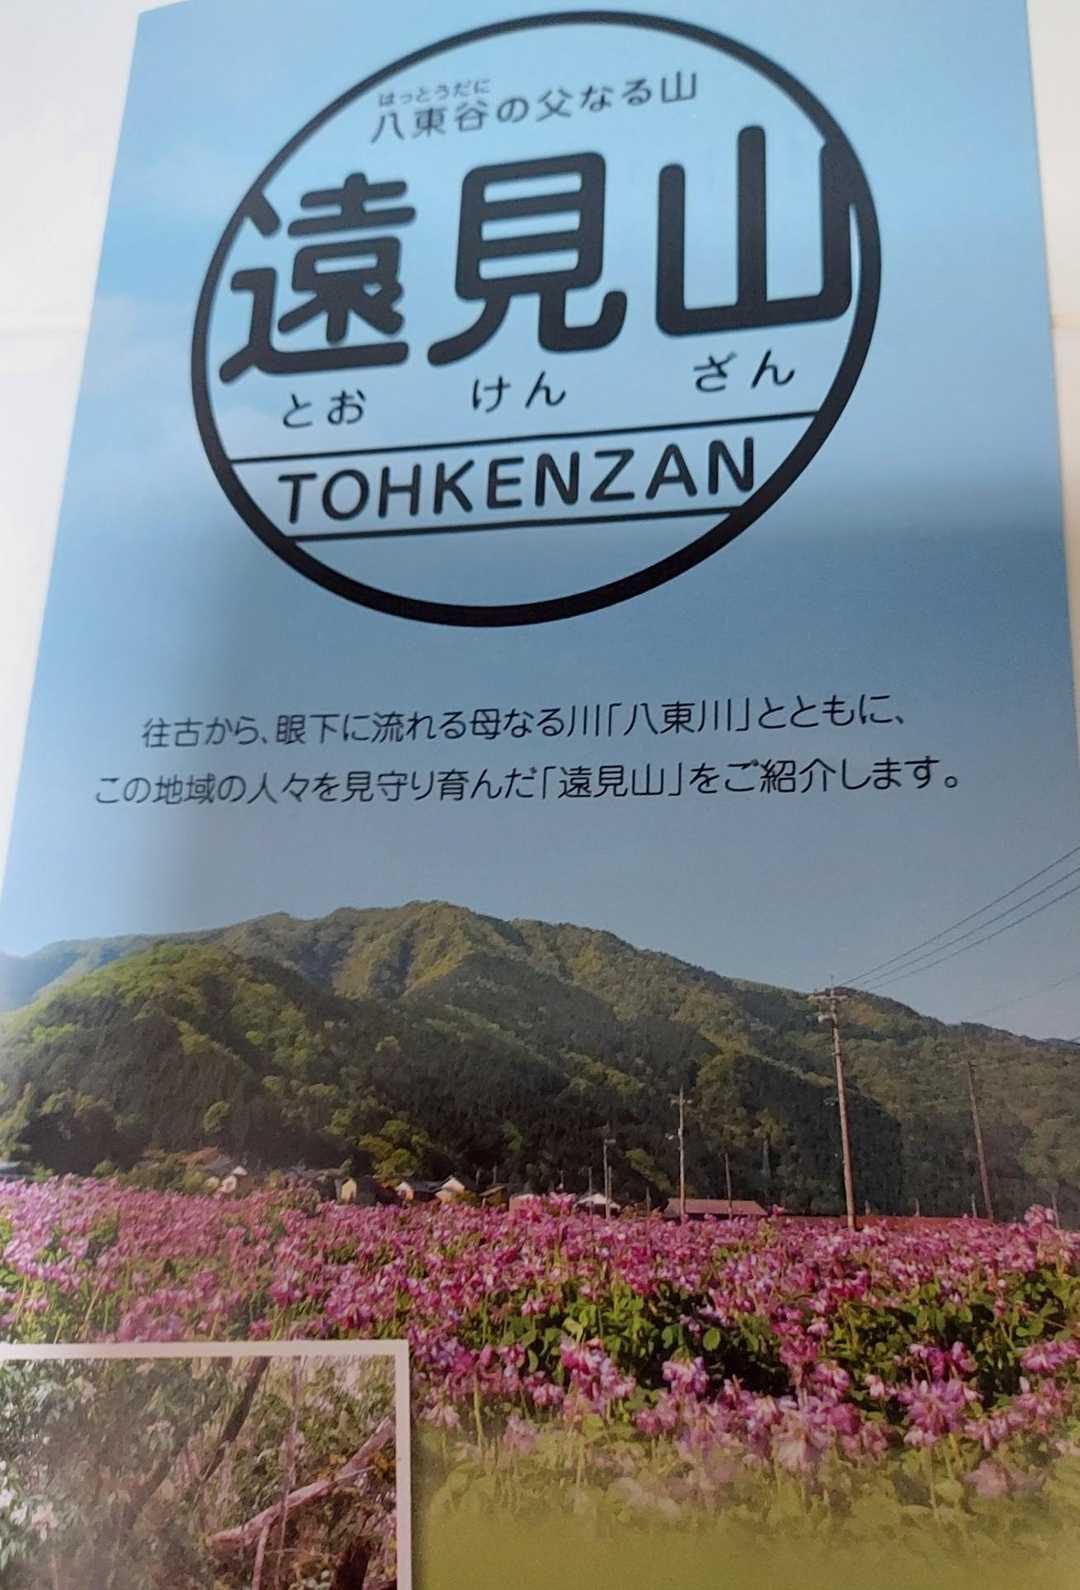 はっとうだに
八東谷の父なる山
遠見山
とおけんざん
TOHKENZAN
往古から、眼下に流れる母なる川「八東川」とともに、
この地域の人々を見守り育んだ「遠見山」をご紹介します。